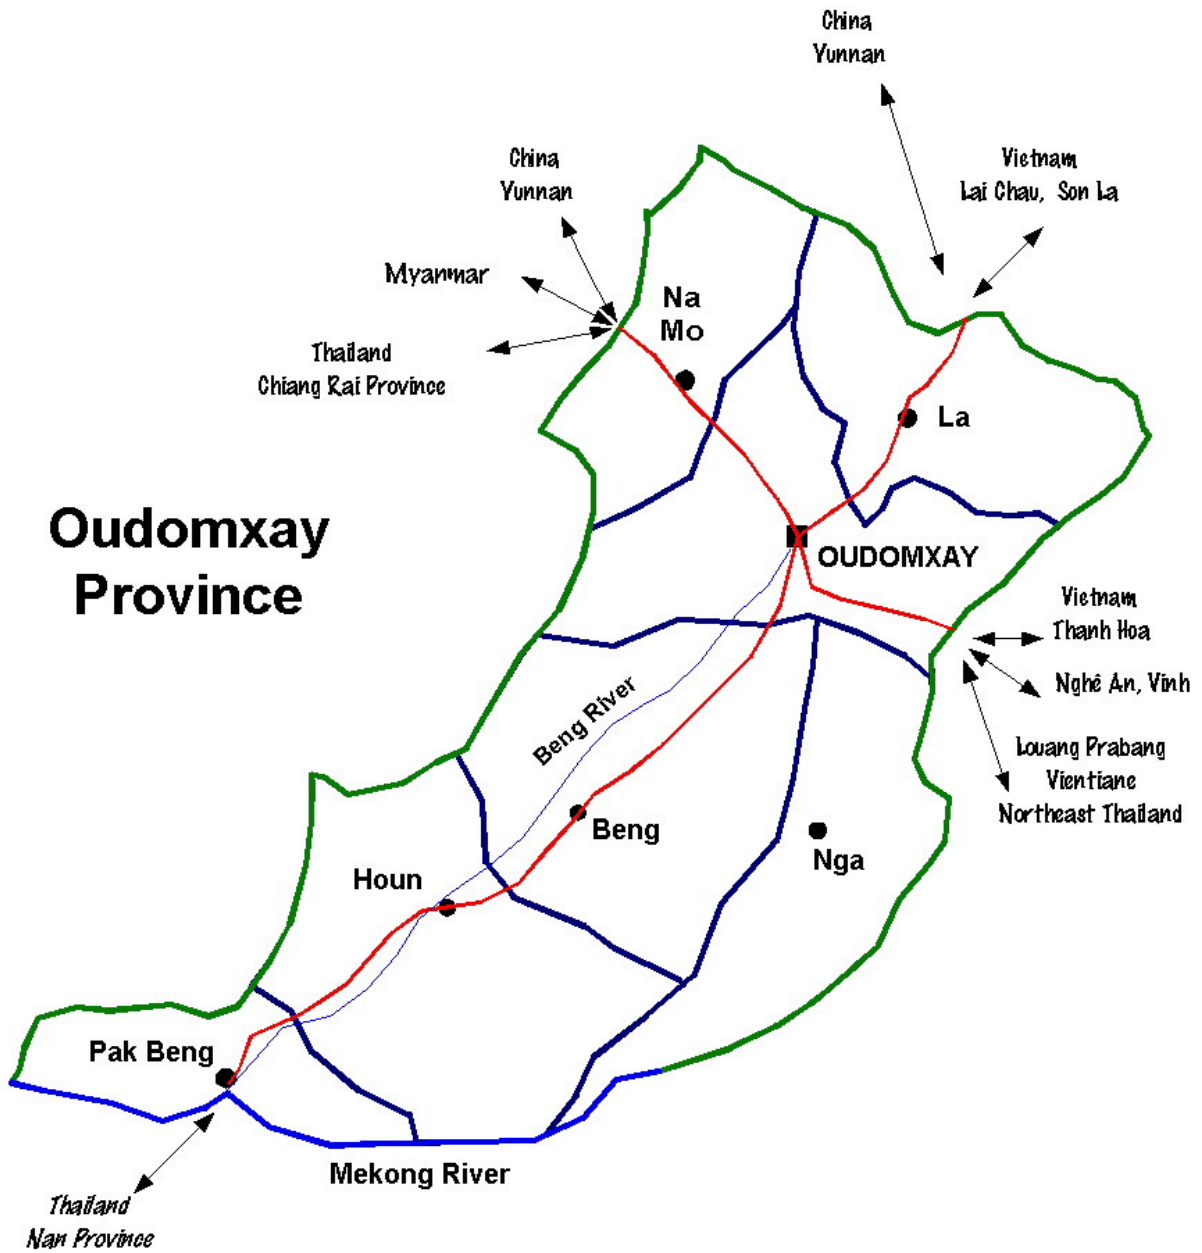 China
Yunnan
China
Yunnan
Vietnam
Lai Chau, Son La
Myanmar
Na
Mo
Thailand
Chiang Rai Province
La
Oudomxay
Province
OUDOMXAY
Vietnam
Thanh Hoa
Nghê An, Vinh
Beng River
Louang Prabang
Vientiane
Northeast Thailand
Beng
Nga
Houn
Pak Beng
Mekong River
Thailand
Nan Province